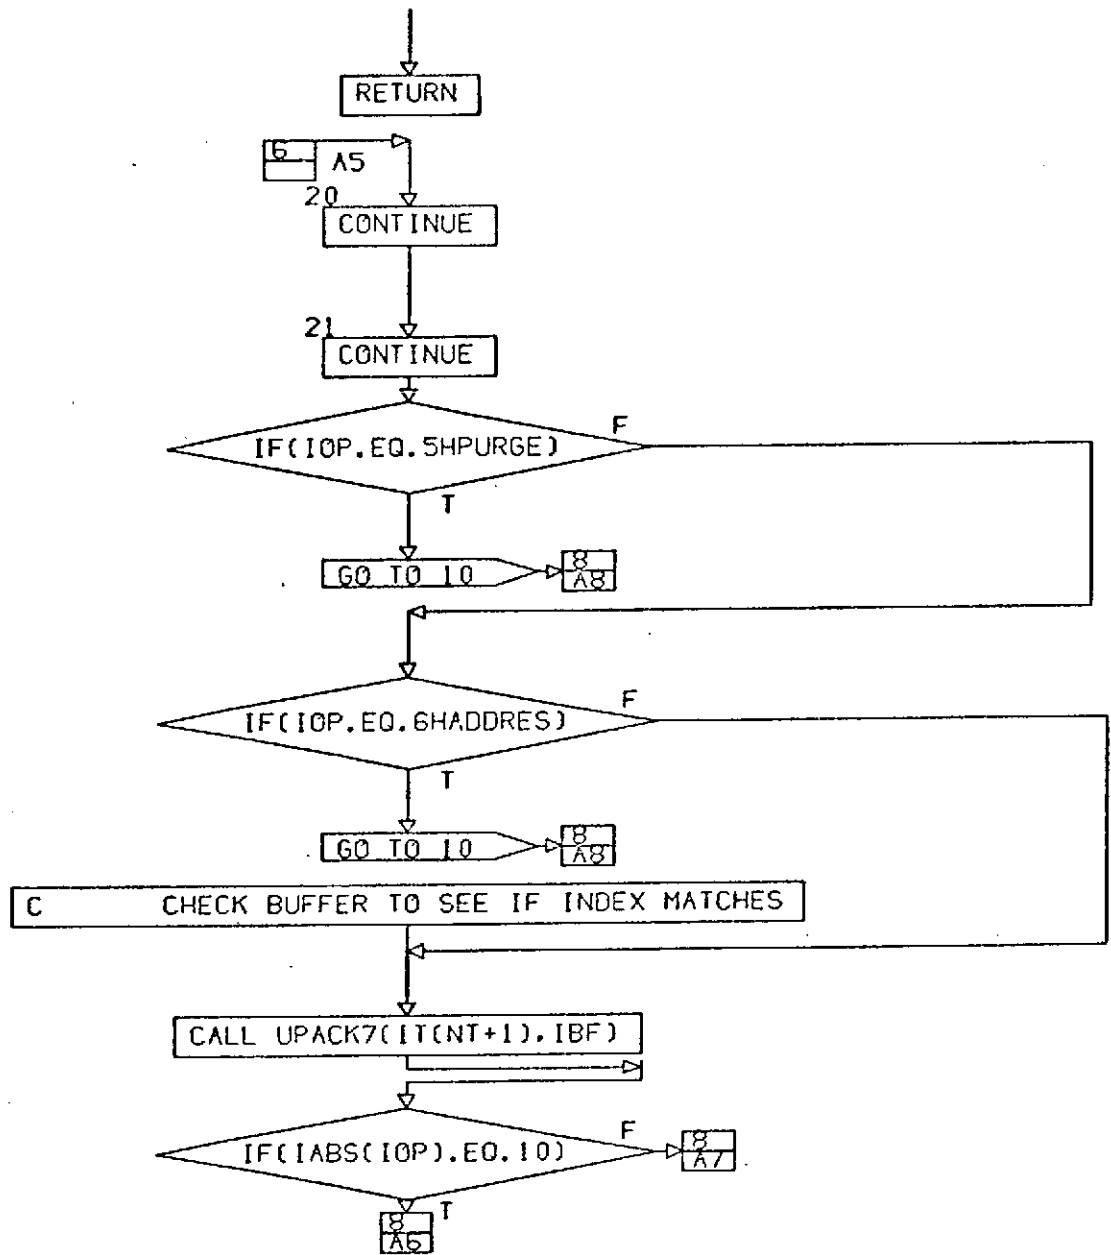 RETURN
6
A5
20
CONTINUE
21
CONTINUE
IF(IOP.EQ.5HPURGE)
F
T
GO TO 10
8
A8
IF(IOP.EQ.6HADDRES)
F
T
GO TO 10
8
A8
C CHECK BUFFER TO SEE IF INDEX MATCHES
CALL UPACK7(IT(NT+1),IBF)
IF(IABS(IOP).EQ.10)
F
8
A7
T
8
A6